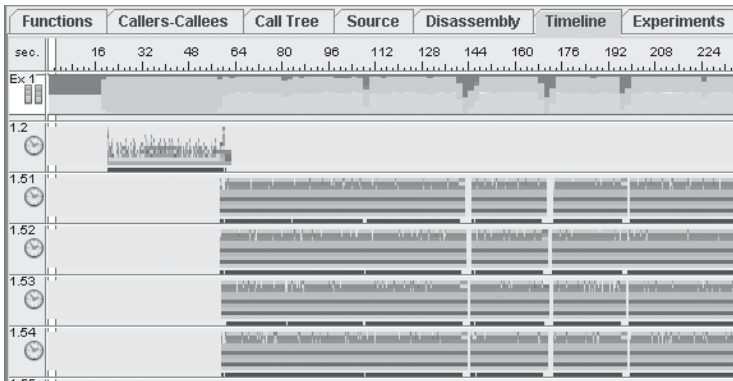 Functions Callers-Callees Call Tree Source Disassembly Timeline Experiments
sec. 16 32 48 64 80 96 112 128 144 160 176 192 208 224
Ex 1
1.2
1.51
1.52
1.53
1.54